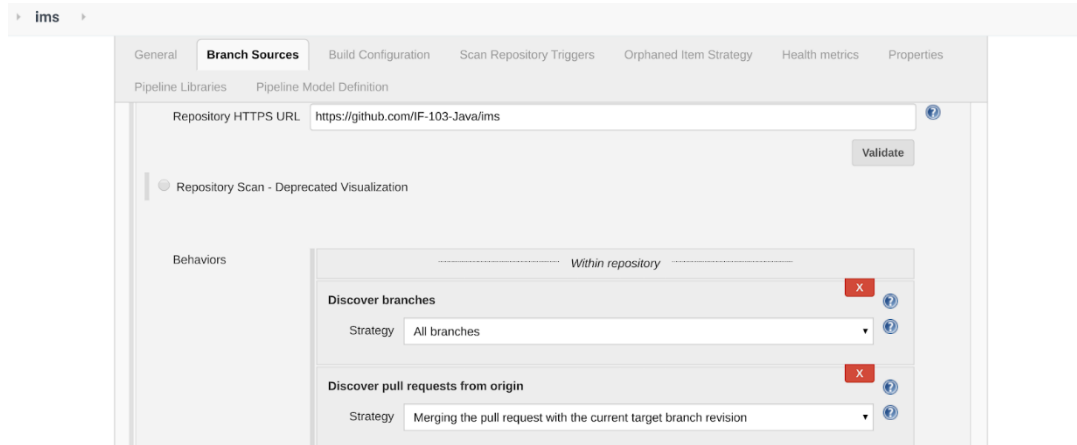 ims
General Branch Sources Build Configuration Scan Repository Triggers Orphaned Item Strategy Health metrics Properties
Pipeline Libraries Pipeline Model Definition
Repository HTTPS URL https://github.com/IF-103-Java/ims
Validate
Repository Scan - Deprecated Visualization
Behaviors Within repository
X
Discover branches
Strategy All branches
X
Discover pull requests from origin
Strategy Merging the pull request with the current target branch revision